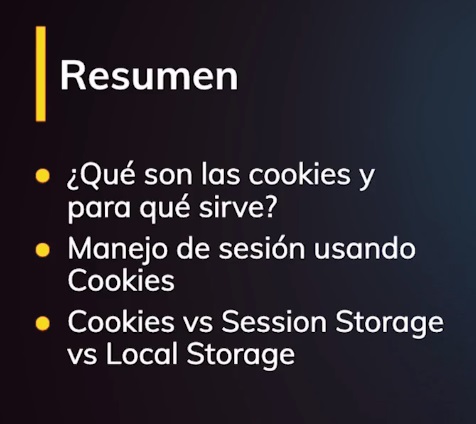 Resumen
¿Qué son las cookies y
para qué sirve?
Manejo de sesión usando
Cookies
Cookies vs Session Storage
vs Local Storage